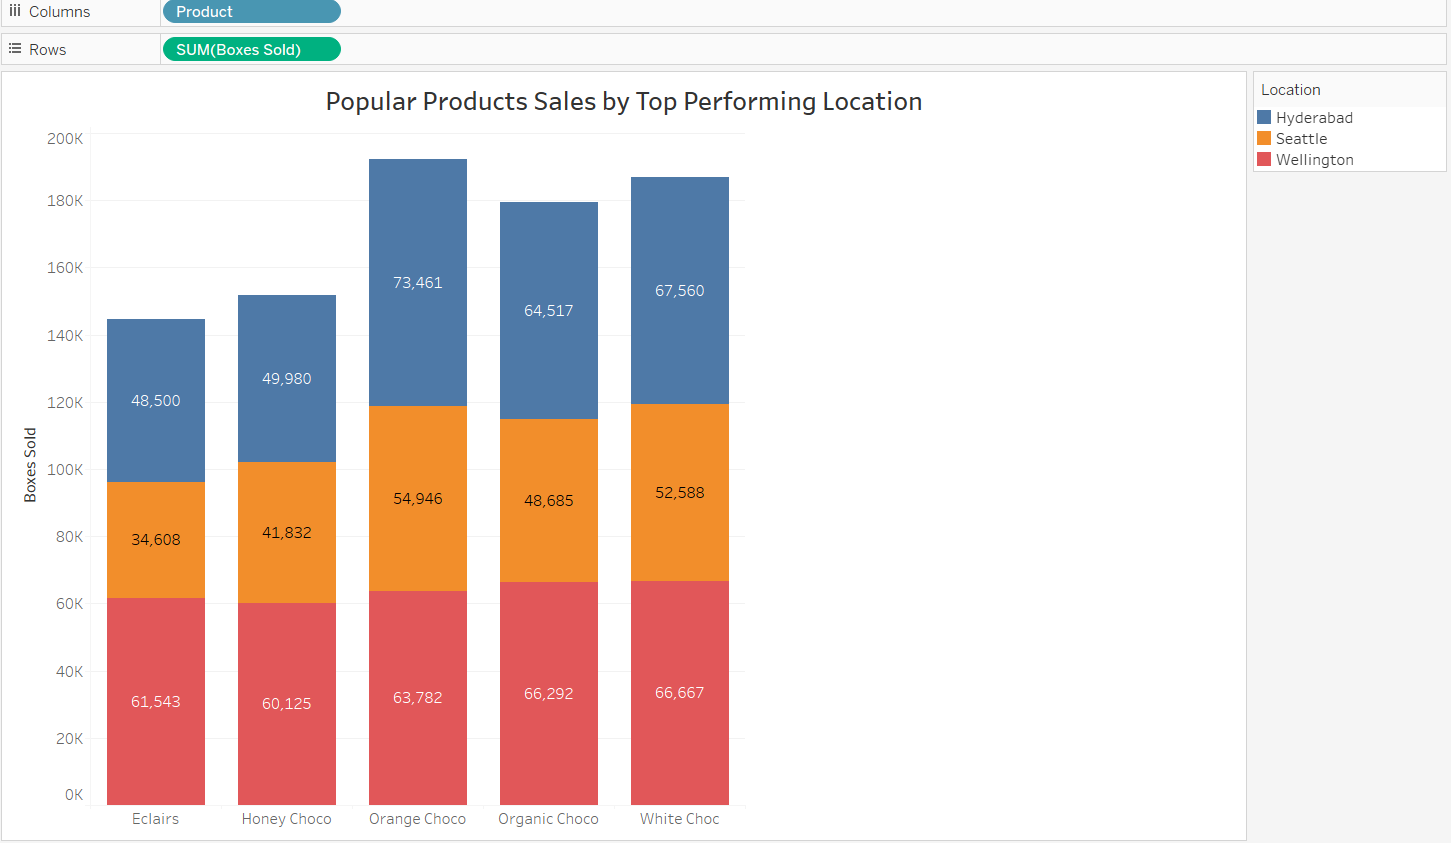 Columns Product
Rows SUM(Boxes Sold)
Popular Products Sales by Top Performing Location
Location
Hyderabad
Seattle
Wellington
Boxes Sold
200K
180K
160K
140K
120K
100K
80K
60K
40K
20K
0K
48,500
34,608
61,543
49,980
41,832
60,125
73,461
54,946
63,782
64,517
48,685
66,292
67,560
52,588
66,667
Eclairs Honey Choco Orange Choco Organic Choco White Choc